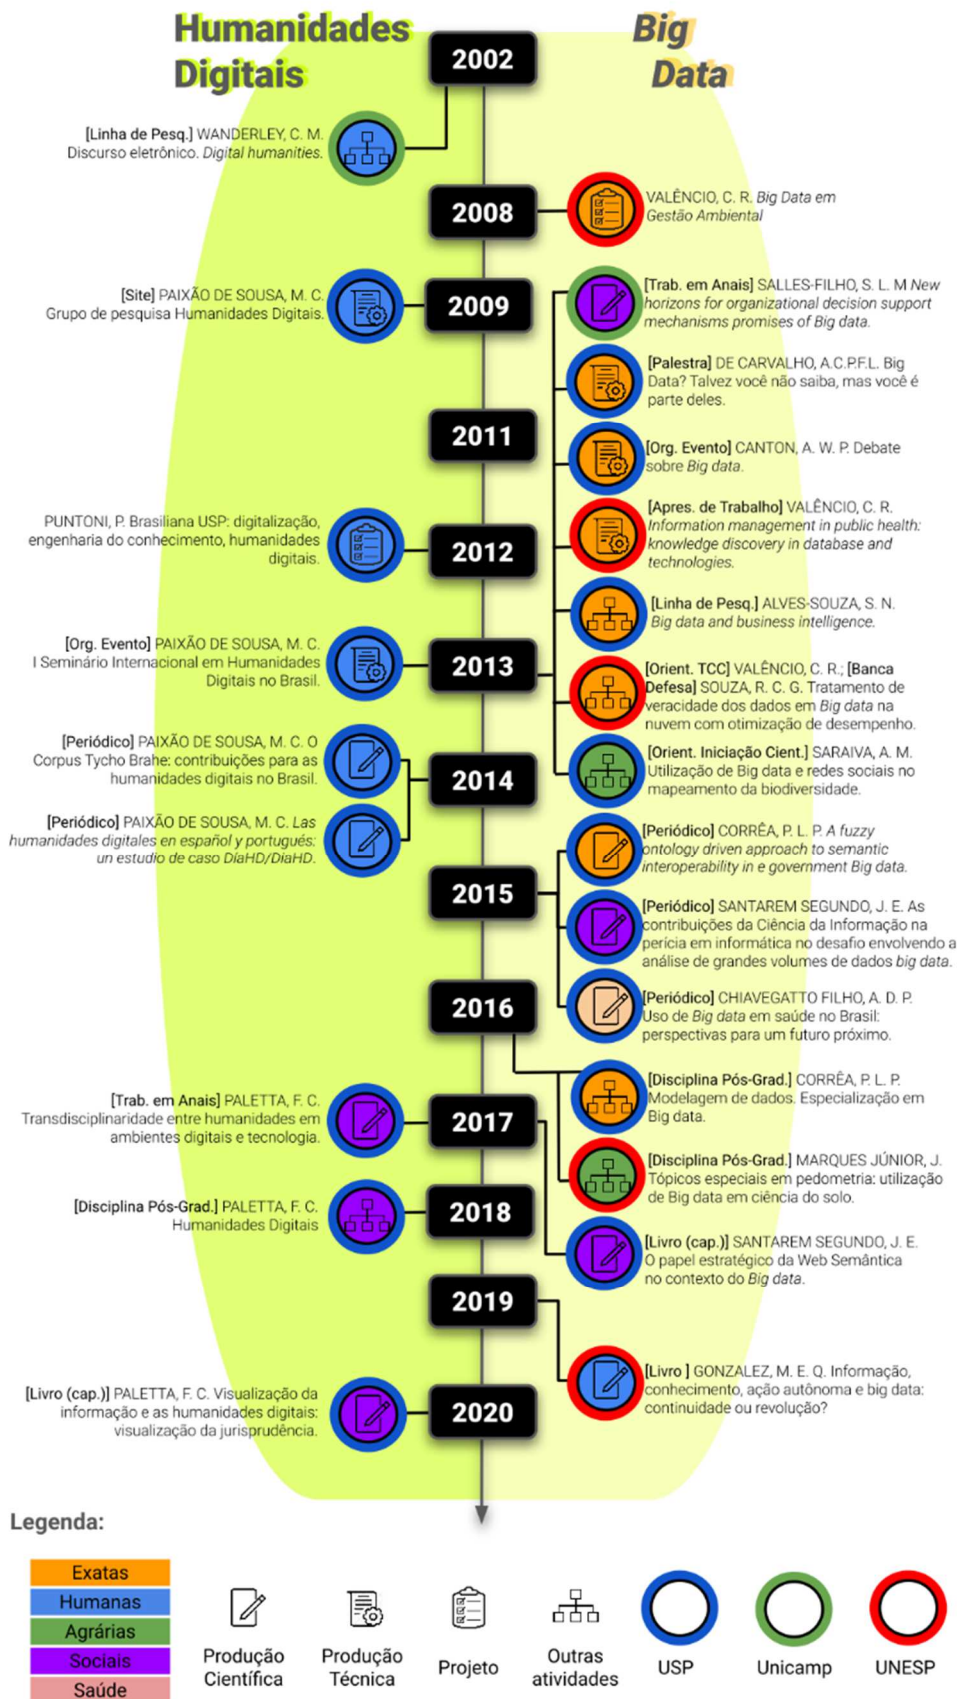 Humanidades
Digitais
Big
Data
2002
[Linha de Pesq.] WANDERLEY, C. M.
Discurso eletrônico. Digital humanities.
2008
VALÊNCIO, C. R. Big Data em
Gestão Ambiental
[Site] PAIXÃO DE SOUSA, M. C.
Grupo de pesquisa Humanidades Digitais.
2009
[Trab. em Anais] SALLES-FILHO, S. L. M New
horizons for organizational decision support
mechanisms promises of Big data.
[Palestra] DE CARVALHO, A.C.P.F.L. Big
Data? Talvez você não saiba, mas você é
parte deles.
2011
[Org. Evento] CANTON, A. W. P. Debate
sobre Big data.
[Apres. de Trabalho] VALÊNCIO, C. R.
Information management in public health:
knowledge discovery in database and
technologies.
PUNTONI, P. Brasiliana USP: digitalização,
engenharia do conhecimento, humanidades
digitais.
2012
[Linha de Pesq.] ALVES-SOUZA, S. N.
Big data and business intelligence.
[Org. Evento] PAIXÃO DE SOUSA, M. C.
I Seminário Internacional em Humanidades
Digitais no Brasil.
2013
[Orient. TCC] VALÊNCIO, C. R.; [Banca
Defesa] SOUZA, R. C. G. Tratamento de
veracidade dos dados em Big data na
nuvem com otimização de desempenho.
[Periódico] PAIXÃO DE SOUSA, M. C. O
Corpus Tycho Brahe: contribuições para as
humanidades digitais no Brasil.
2014
[Orient. Iniciação Cient.] SARAIVA, A. M.
Utilização de Big data e redes sociais no
mapeamento da biodiversidade.
[Periódico] PAIXÃO DE SOUSA, M. C. Las
humanidades digitales en español y portugués:
un estudio de caso DíaHD/DiaHD.
[Periódico] CORRÊA, P. L. P. A fuzzy
ontology driven approach to semantic
interoperability in e government Big data.
2015
[Periódico] SANTAREM SEGUNDO, J. E. As
contribuições da Ciência da Informação na
perícia em informática no desafio envolvendo a
análise de grandes volumes de dados big data.
2016
[Periódico] CHIAVEGATTO FILHO, A. D. P.
Uso de Big data em saúde no Brasil:
perspectivas para um futuro próximo.
[Disciplina Pós-Grad.] CORRÊA, P. L. P.
Modelagem de dados. Especialização em
Big data.
[Trab. em Anais] PALETTA, F. C.
Transdisciplinaridade entre humanidades em
ambientes digitais e tecnologia.
2017
[Disciplina Pós-Grad.] MARQUES JÚNIOR, J.
Tópicos especiais em pedometria: utilização
de Big data em ciência do solo.
[Disciplina Pós-Grad.] PALETTA, F. C.
Humanidades Digitais
2018
[Livro (cap.)] SANTAREM SEGUNDO, J. E.
O papel estratégico da Web Semântica
no contexto do Big data.
2019
[Livro ] GONZALEZ, M. E. Q. Informação,
conhecimento, ação autônoma e big data:
continuidade ou revolução?
[Livro (cap.)] PALETTA, F. C. Visualização da
informação e as humanidades digitais:
visualização da jurisprudência.
2020
Legenda:
Exatas
Humanas
Agrárias
Sociais
Saúde
Produção
Científica
Produção
Técnica
Projeto
Outras
atividades
USP
Unicamp
UNESP